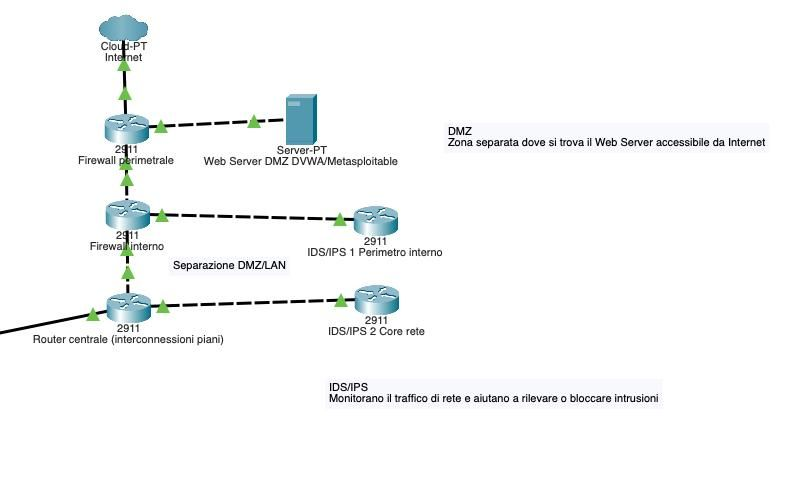 Cloud-PT
Internet
2911
Firewall perimetrale
Server-PT
Web Server DMZ DVWA/Metasploitable
DMZ
Zona separata dove si trova il Web Server accessibile da Internet
2911
Firewall interno
2911
IDS/IPS 1 Perimetro interno
Separazione DMZ/LAN
2911
Router centrale (interconnessioni piani)
2911
IDS/IPS 2 Core rete
IDS/IPS
Monitorano il traffico di rete e aiutano a rilevare o bloccare intrusioni